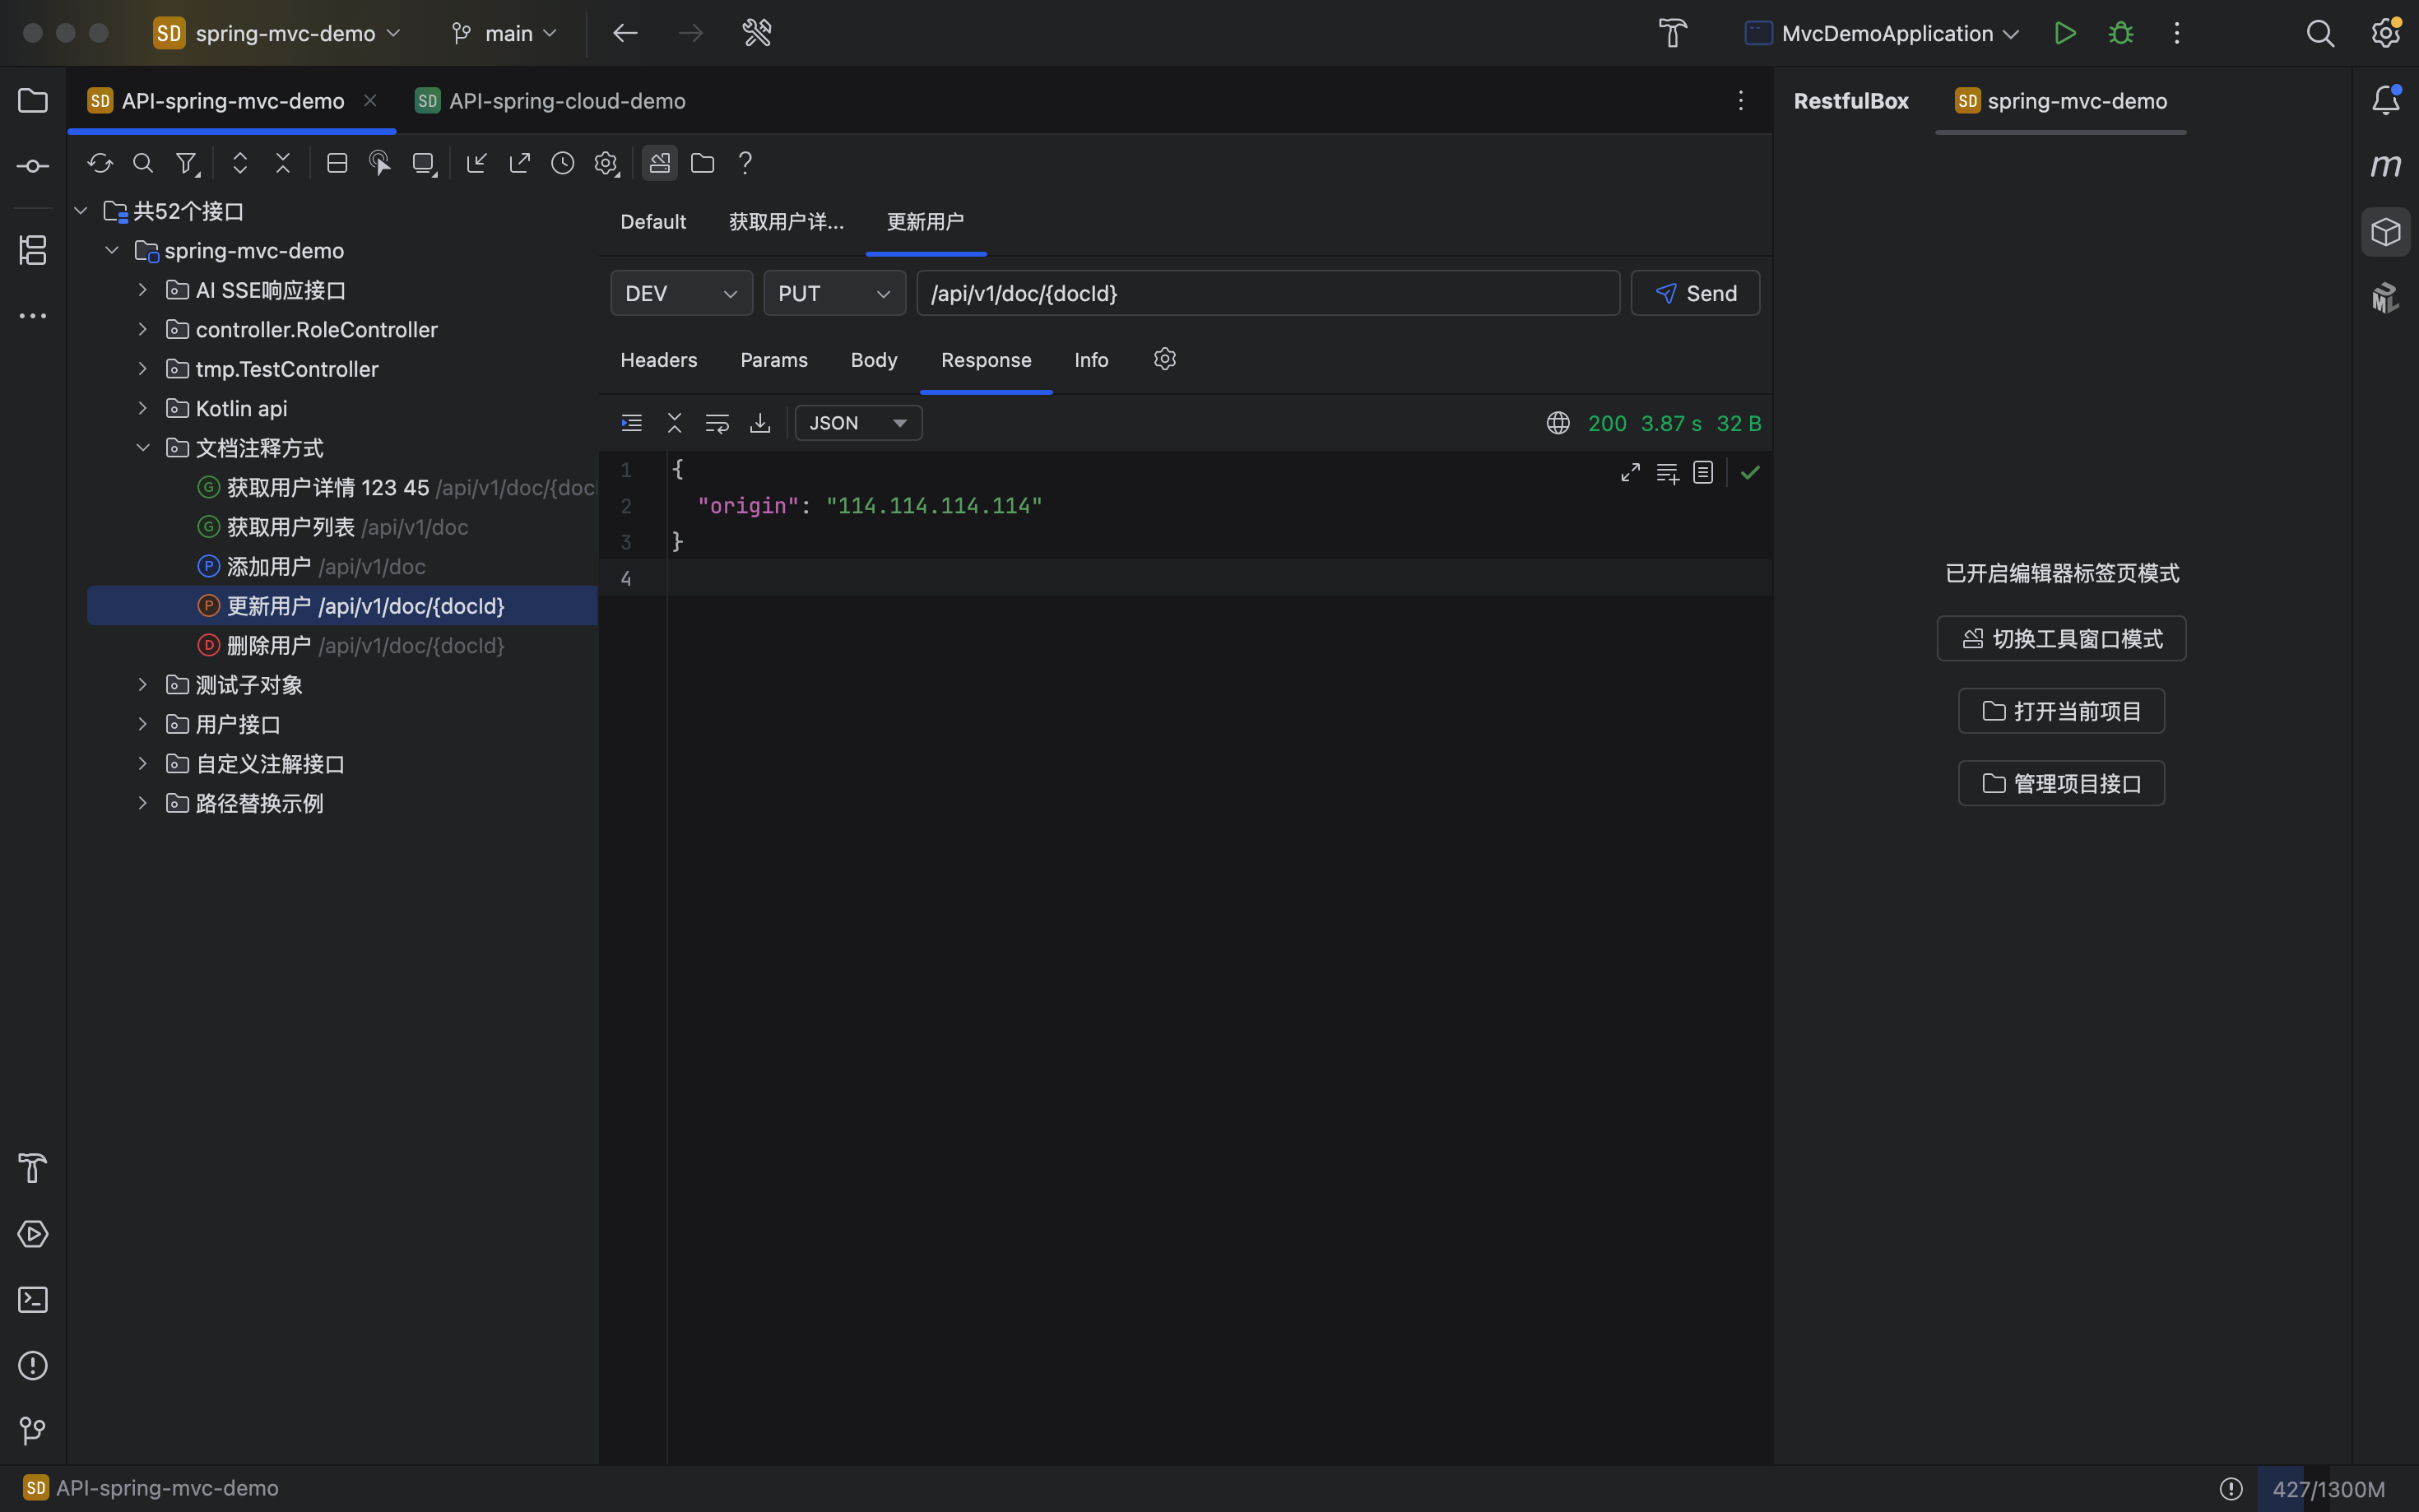 SD spring-mvc-demo main MvcDemoApplication
SD API-spring-mvc-demo SD API-spring-cloud-demo RestfulBox SD spring-mvc-demo
共52个接口
spring-mvc-demo
AI SSE响应接口
controller.RoleController
tmp.TestController
Kotlin api
文档注释方式
G 获取用户详情 123 45 /api/v1/doc/{doc
G 获取用户列表 /api/v1/doc
P 添加用户 /api/v1/doc
P 更新用户 /api/v1/doc/{docId}
D 删除用户 /api/v1/doc/{docId}
测试子对象
用户接口
自定义注解接口
路径替换示例
Default 获取用户详... 更新用户
DEV PUT /api/v1/doc/{docId} Send
Headers Params Body Response Info
JSON 200 3.87 s 32 B
1 {
2 "origin": "114.114.114.114"
3 }
4
已开启编辑器标签页模式
切换工具窗口模式
打开当前项目
管理项目接口
m
UML
SD API-spring-mvc-demo 427/1300M